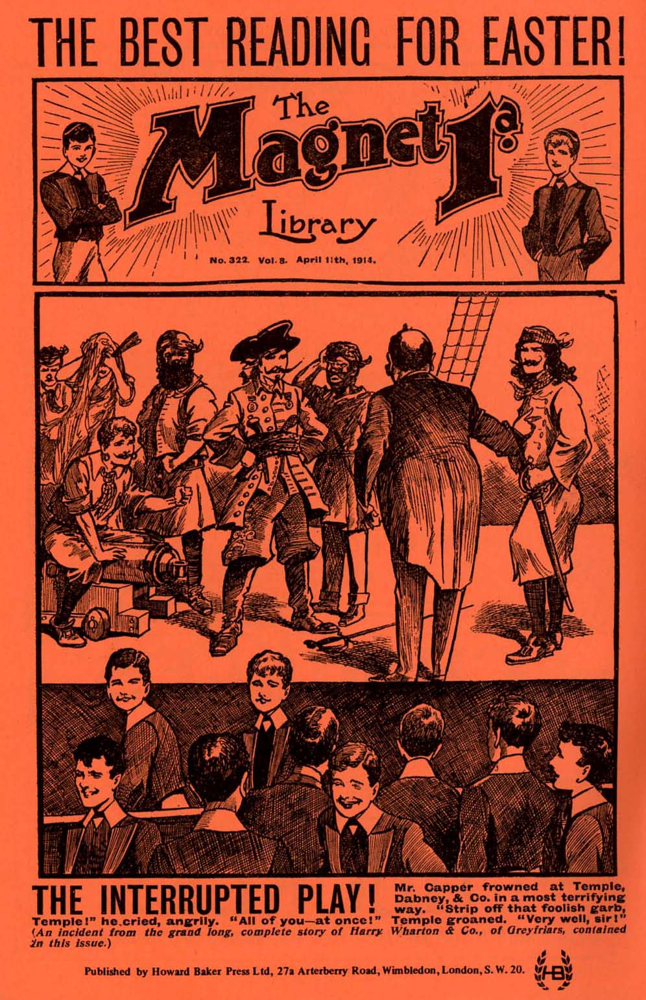 THE BEST READING FOR EASTER!
The
Magnet 1d.
Library
No. 322. Vol. 8. April 11th, 1914.
THE INTERRUPTED PLAY!
Mr. Capper frowned at Temple,
Dabney, & Co. in a most terrifying
way. "Strip off that foolish garb,
Temple!" he cried, angrily. "All of you—at once!" Temple groaned. "Very well, sir!"
(An incident from the grand long, complete story of Harry Wharton & Co., of Greyfriars, contained
in this issue.)
Published by Howard Baker Press Ltd, 27a Arterberry Road, Wimbledon, London, S. W. 20.
HB